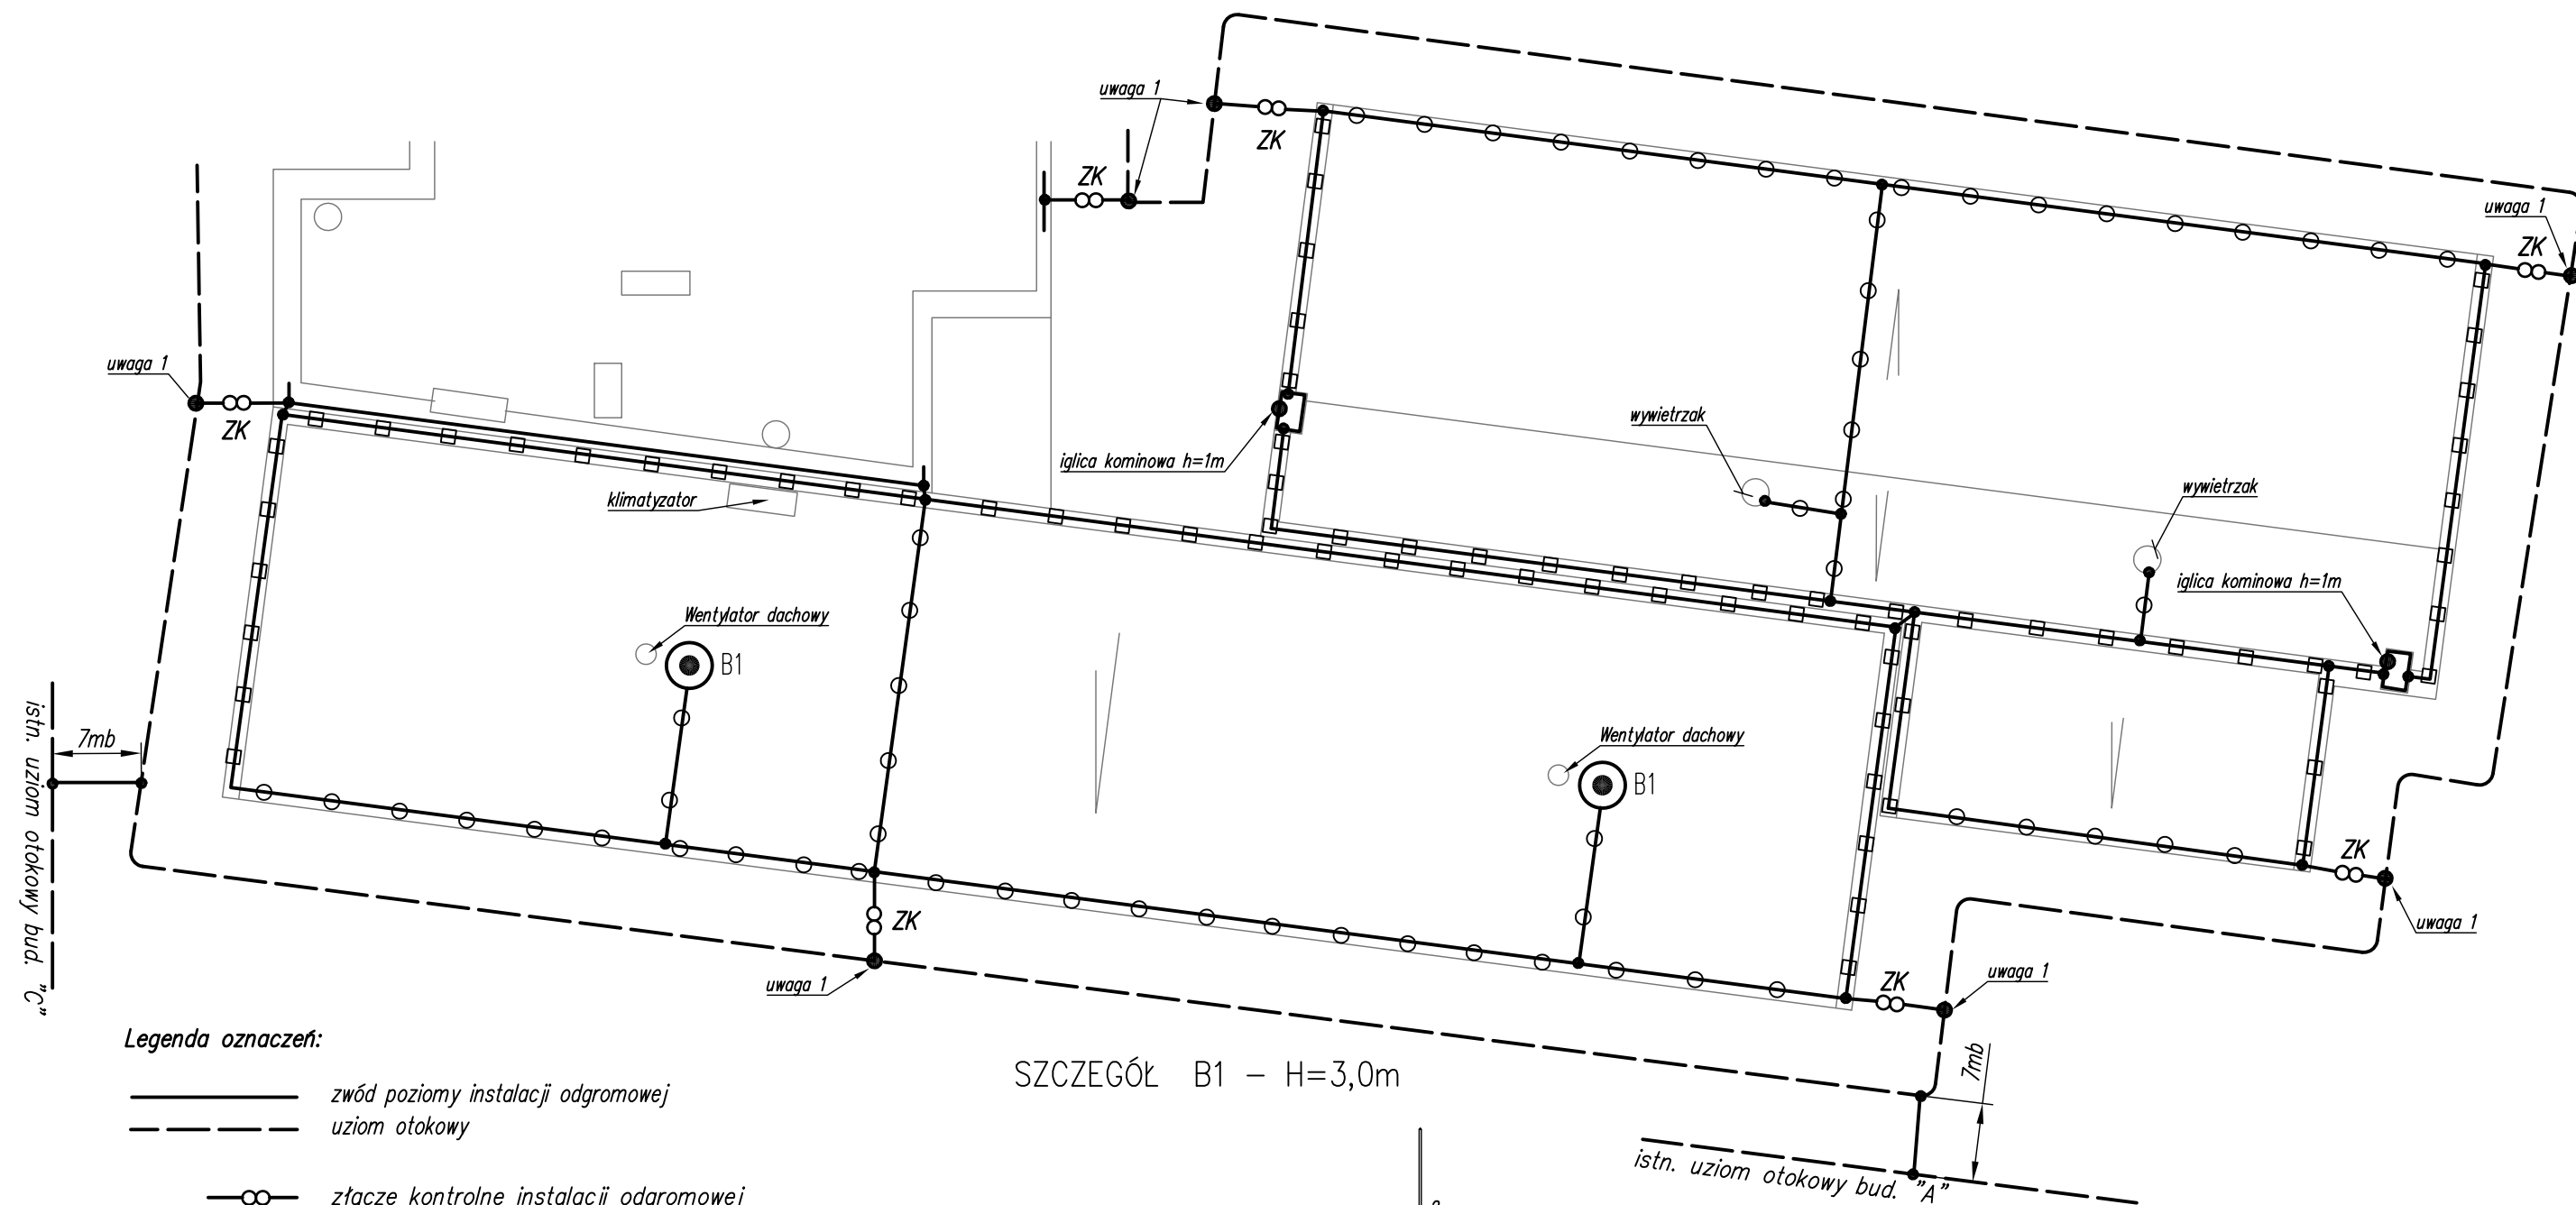 uwaga 1
ZK
ZK
uwaga 1
ZK
uwaga 1
ZK
wywietrzak
iglica kominowa h=1m
klimatyzator
wywietrzak
iglica kominowa h=1m
Wentylator dachowy
B1
Wentylator dachowy
B1
7mb
istn. uziom otokowy bud. "C"
ZK
uwaga 1
ZK
uwaga 1
ZK
uwaga 1
7mb
Legenda oznaczeń:
zwód poziomy instalacji odgromowej
uziom otokowy
złącze kontrolne instalacji odgromowej
SZCZEGÓŁ B1 – H=3,0m
istn. uziom otokowy bud. "A"